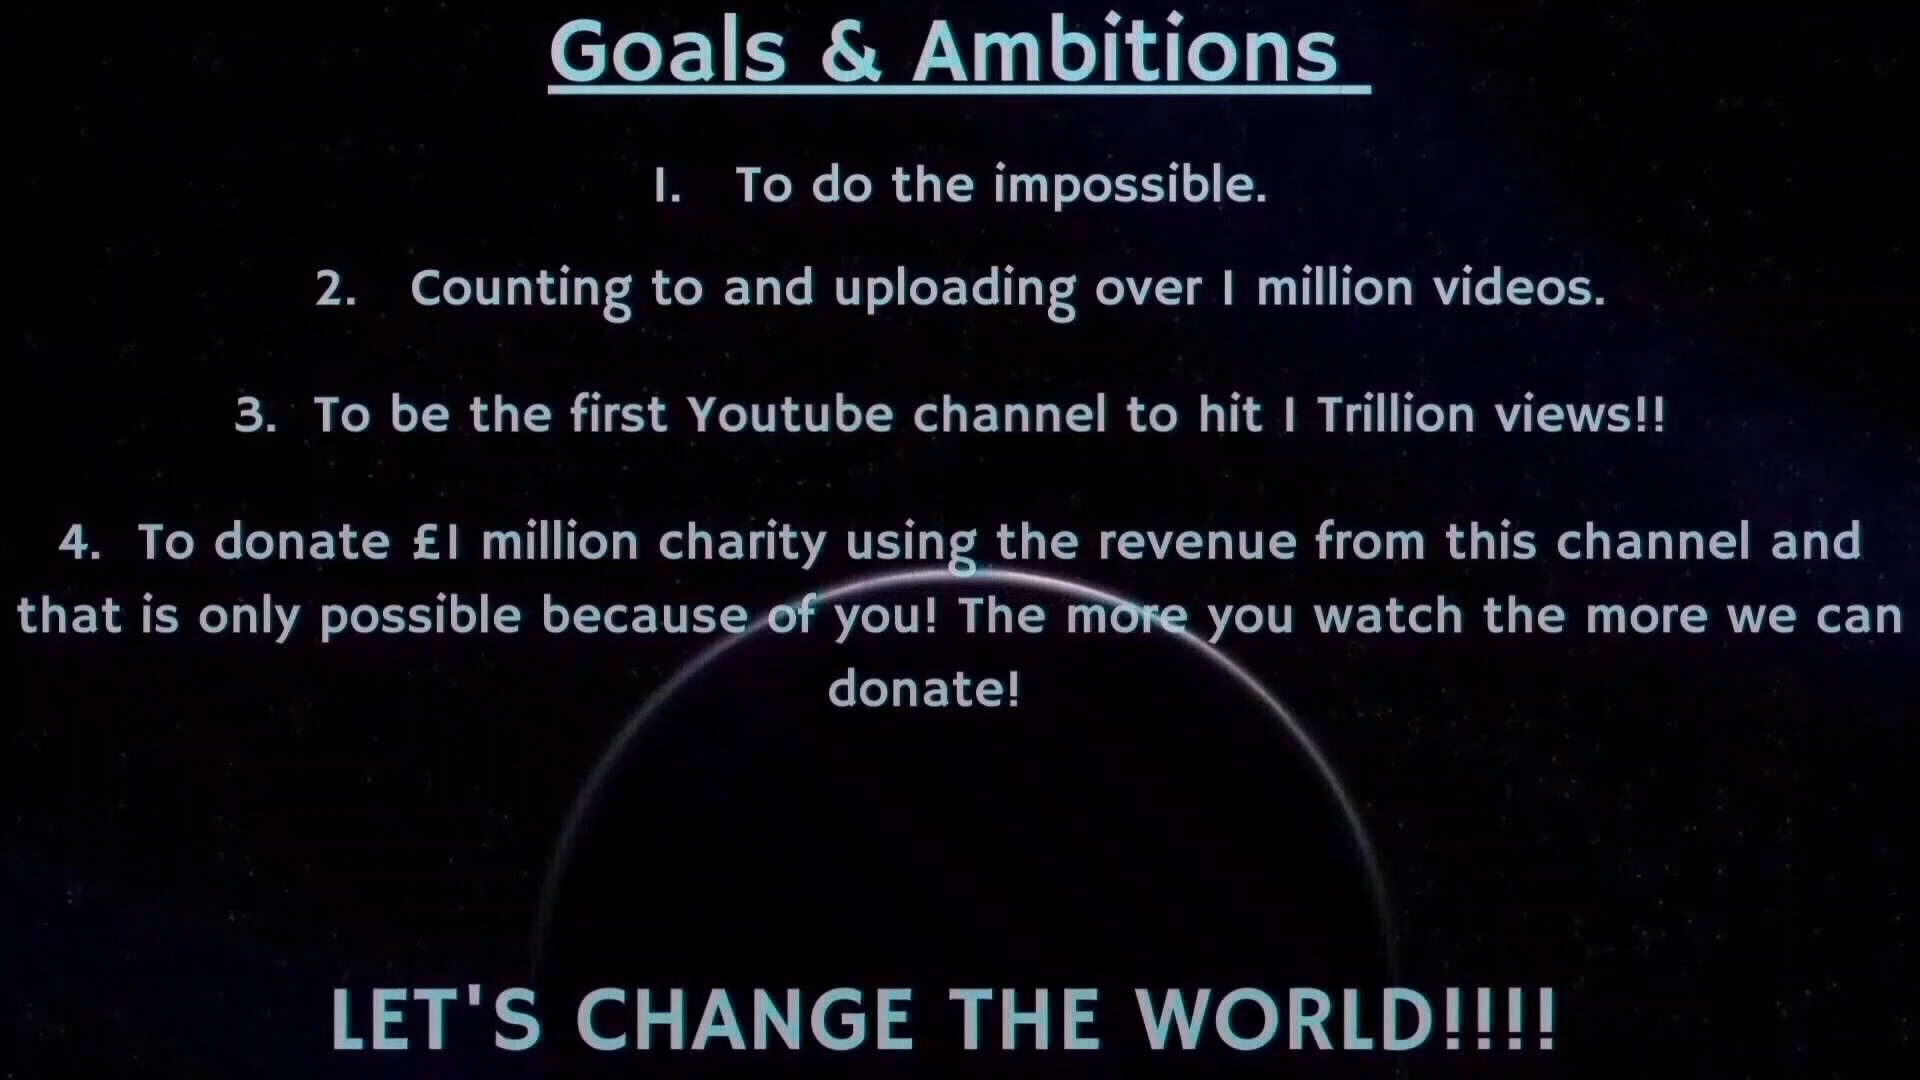 Goals & Ambitions
1. To do the impossible.
2. Counting to and uploading over 1 million videos.
3. To be the first Youtube channel to hit 1 Trillion views!!
4. To donate £1 million charity using the revenue from this channel and
that is only possible because of you! The more you watch the more we can
donate!
LET'S CHANGE THE WORLD!!!!